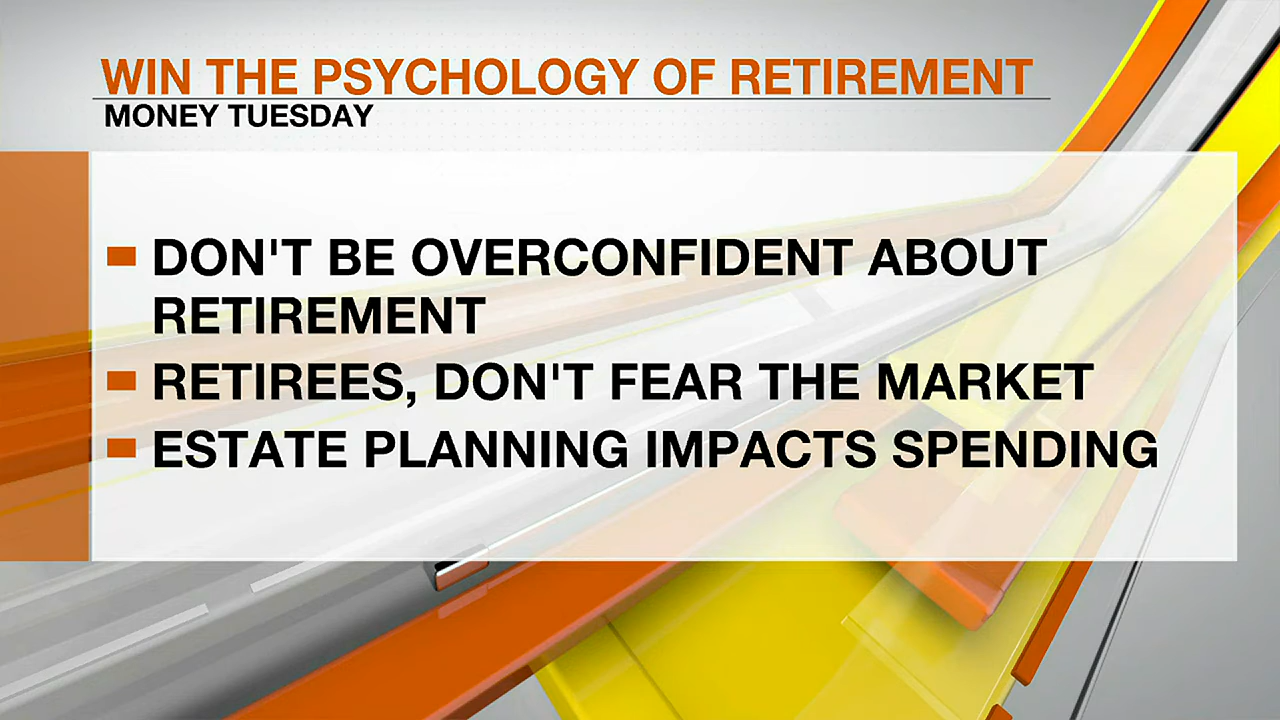 WIN THE PSYCHOLOGY OF RETIREMENT
MONEY TUESDAY
DON'T BE OVERCONFIDENT ABOUT
RETIREMENT
RETIREES, DON'T FEAR THE MARKET
ESTATE PLANNING IMPACTS SPENDING